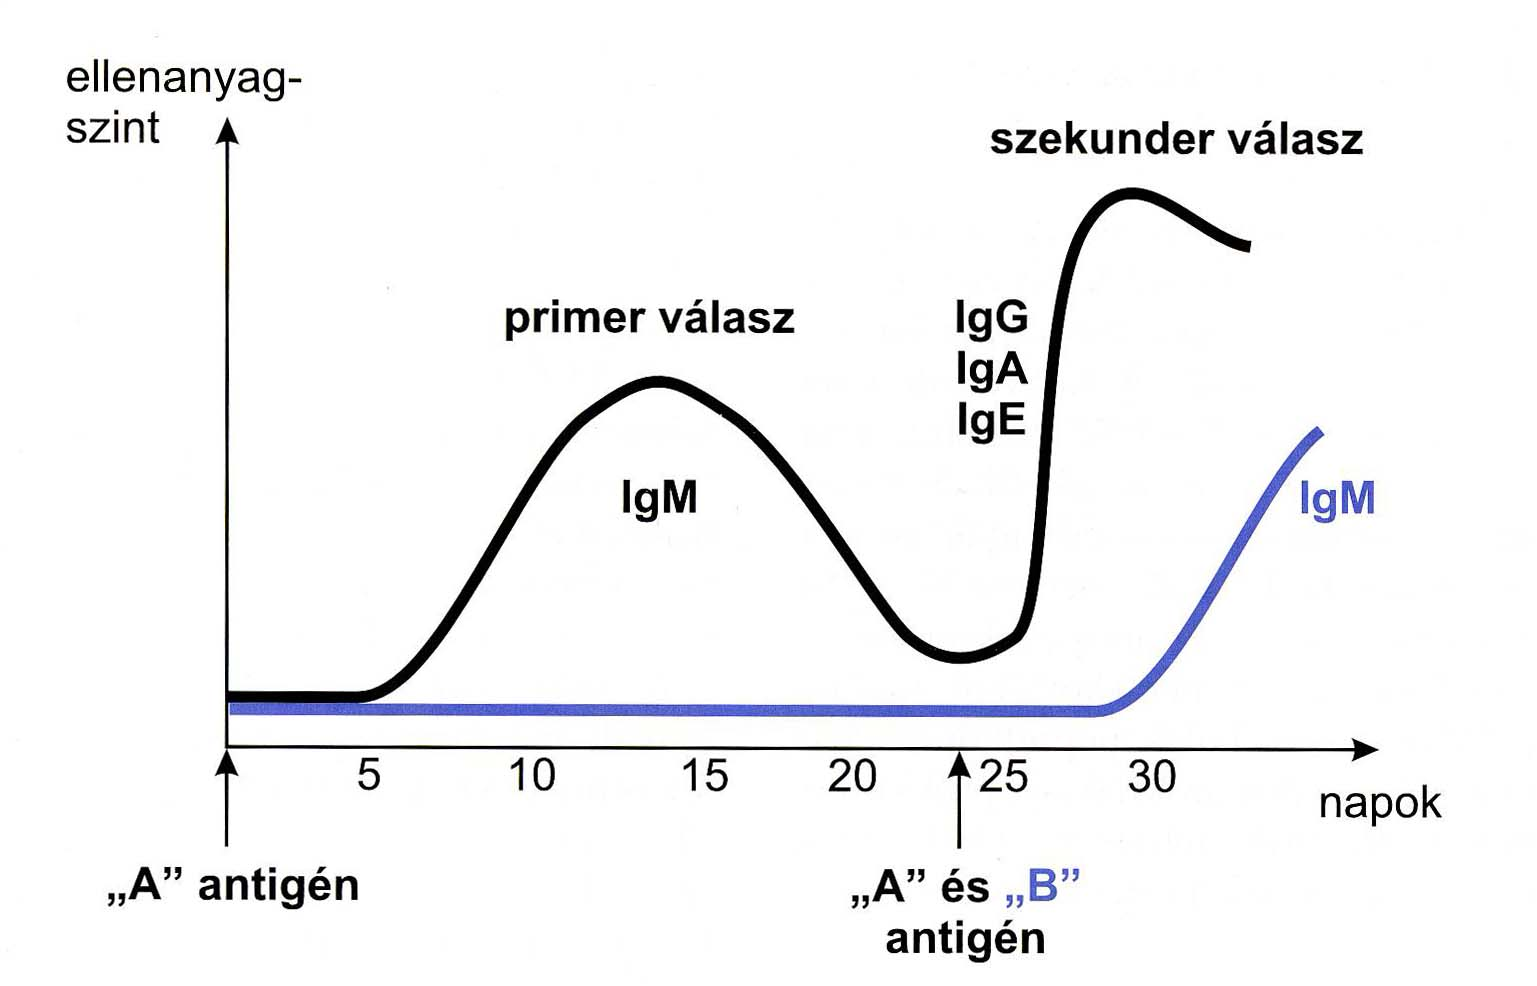 ellenanyag-
szint
szekunder válasz
primer válasz
IgG
IgA
IgE
IgM
IgM
5 10 15 20 25 30
napok
„A” antigén
„A” és „B”
antigén